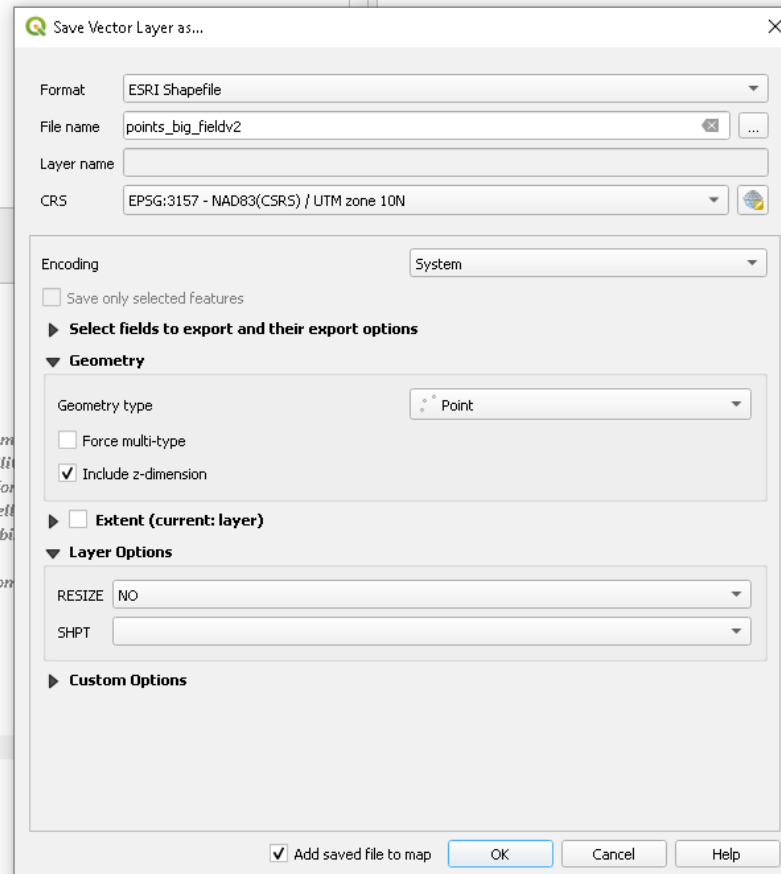 Save Vector Layer as...
Format ESRI Shapefile
File name points_big_fieldv2 ...
Layer name
CRS EPSG:3157 - NAD83(CSRS) / UTM zone 10N
Encoding System
Save only selected features
Select fields to export and their export options
Geometry
Geometry type Point
Force multi-type
Include z-dimension
Extent (current: layer)
Layer Options
RESIZE NO
SHPT
Custom Options
Add saved file to map OK Cancel Help